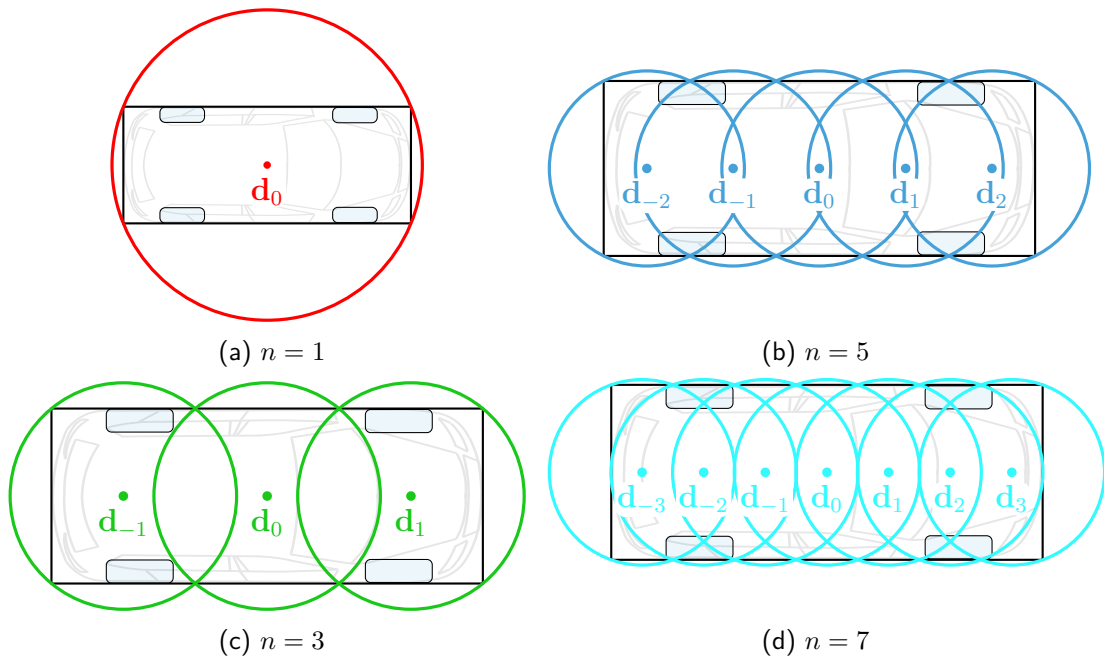 d₀
(a) n = 1
d₋₂ d₋₁ d₀ d₁ d₂
(b) n = 5
d₋₁ d₀ d₁
(c) n = 3
d₋₃ d₋₂ d₋₁ d₀ d₁ d₂ d₃
(d) n = 7